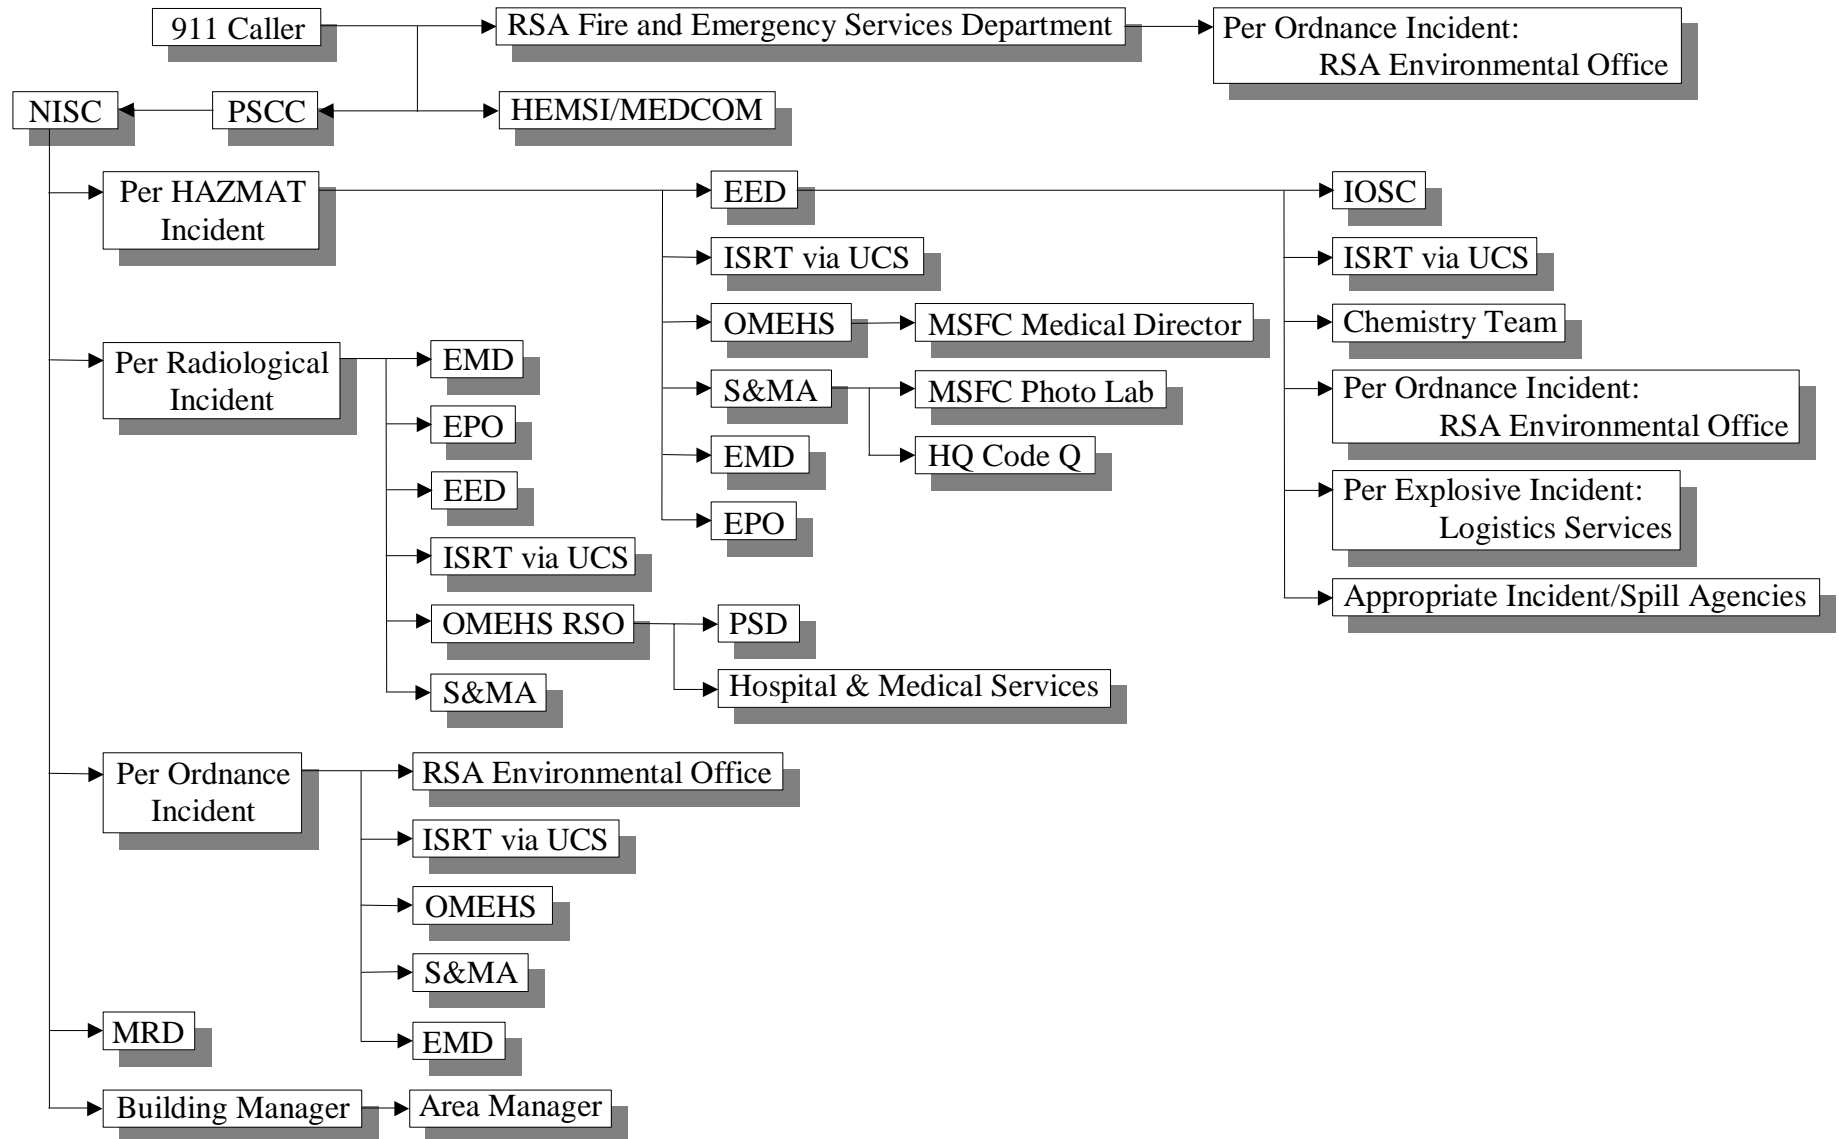 911 Caller
RSA Fire and Emergency Services Department
Per Ordnance Incident:
RSA Environmental Office
NISC
PSCC
HEMSI/MEDCOM
Per HAZMAT
Incident
EED
ISRT via UCS
OMEHS
MSFC Medical Director
S&MA
MSFC Photo Lab
HQ Code Q
EMD
EPO
IOSC
ISRT via UCS
Chemistry Team
Per Ordnance Incident:
RSA Environmental Office
Per Explosive Incident:
Logistics Services
Appropriate Incident/Spill Agencies
Per Radiological
Incident
EMD
EPO
EED
ISRT via UCS
OMEHS RSO
PSD
Hospital & Medical Services
S&MA
Per Ordnance
Incident
RSA Environmental Office
ISRT via UCS
OMEHS
S&MA
EMD
MRD
Building Manager
Area Manager